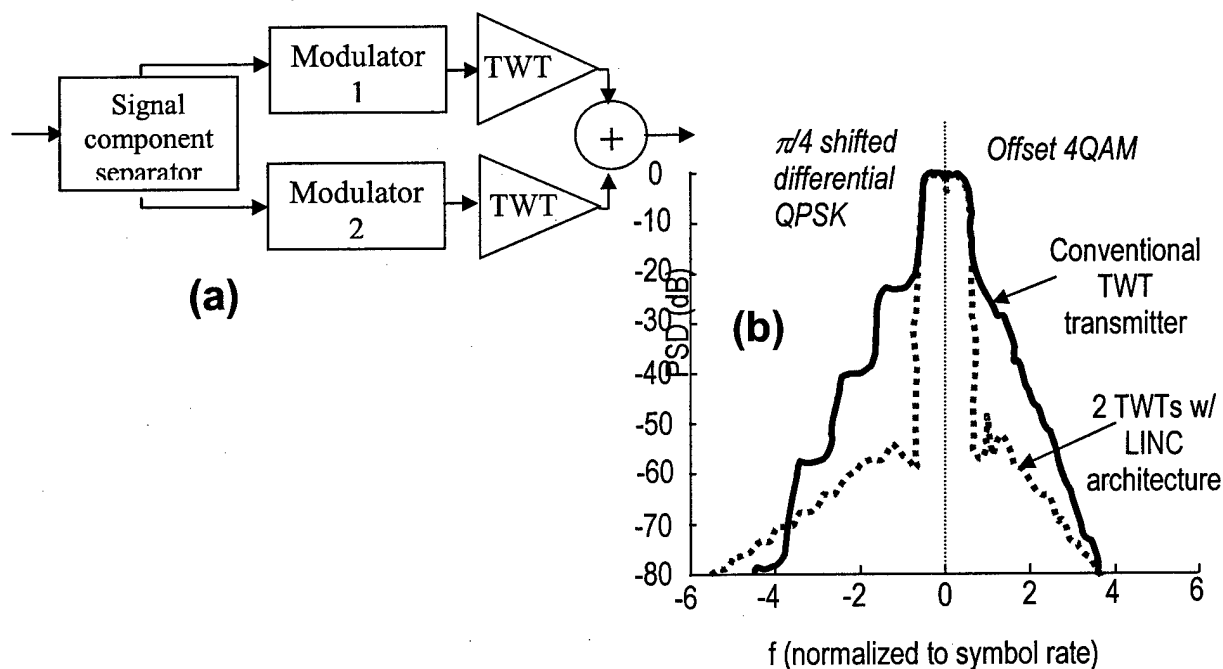 Signal
component
separator
Modulator
1
TWT
+
Modulator
2
TWT
(a)
π/4 shifted
differential
QPSK
Offset 4QAM
Conventional
TWT
transmitter
(b)
2 TWTs w/
LINC
architecture
PSD (dB)
0
-10
-20
-30
-40
-50
-60
-70
-80
-6
-4
-2
0
2
4
6
f (normalized to symbol rate)